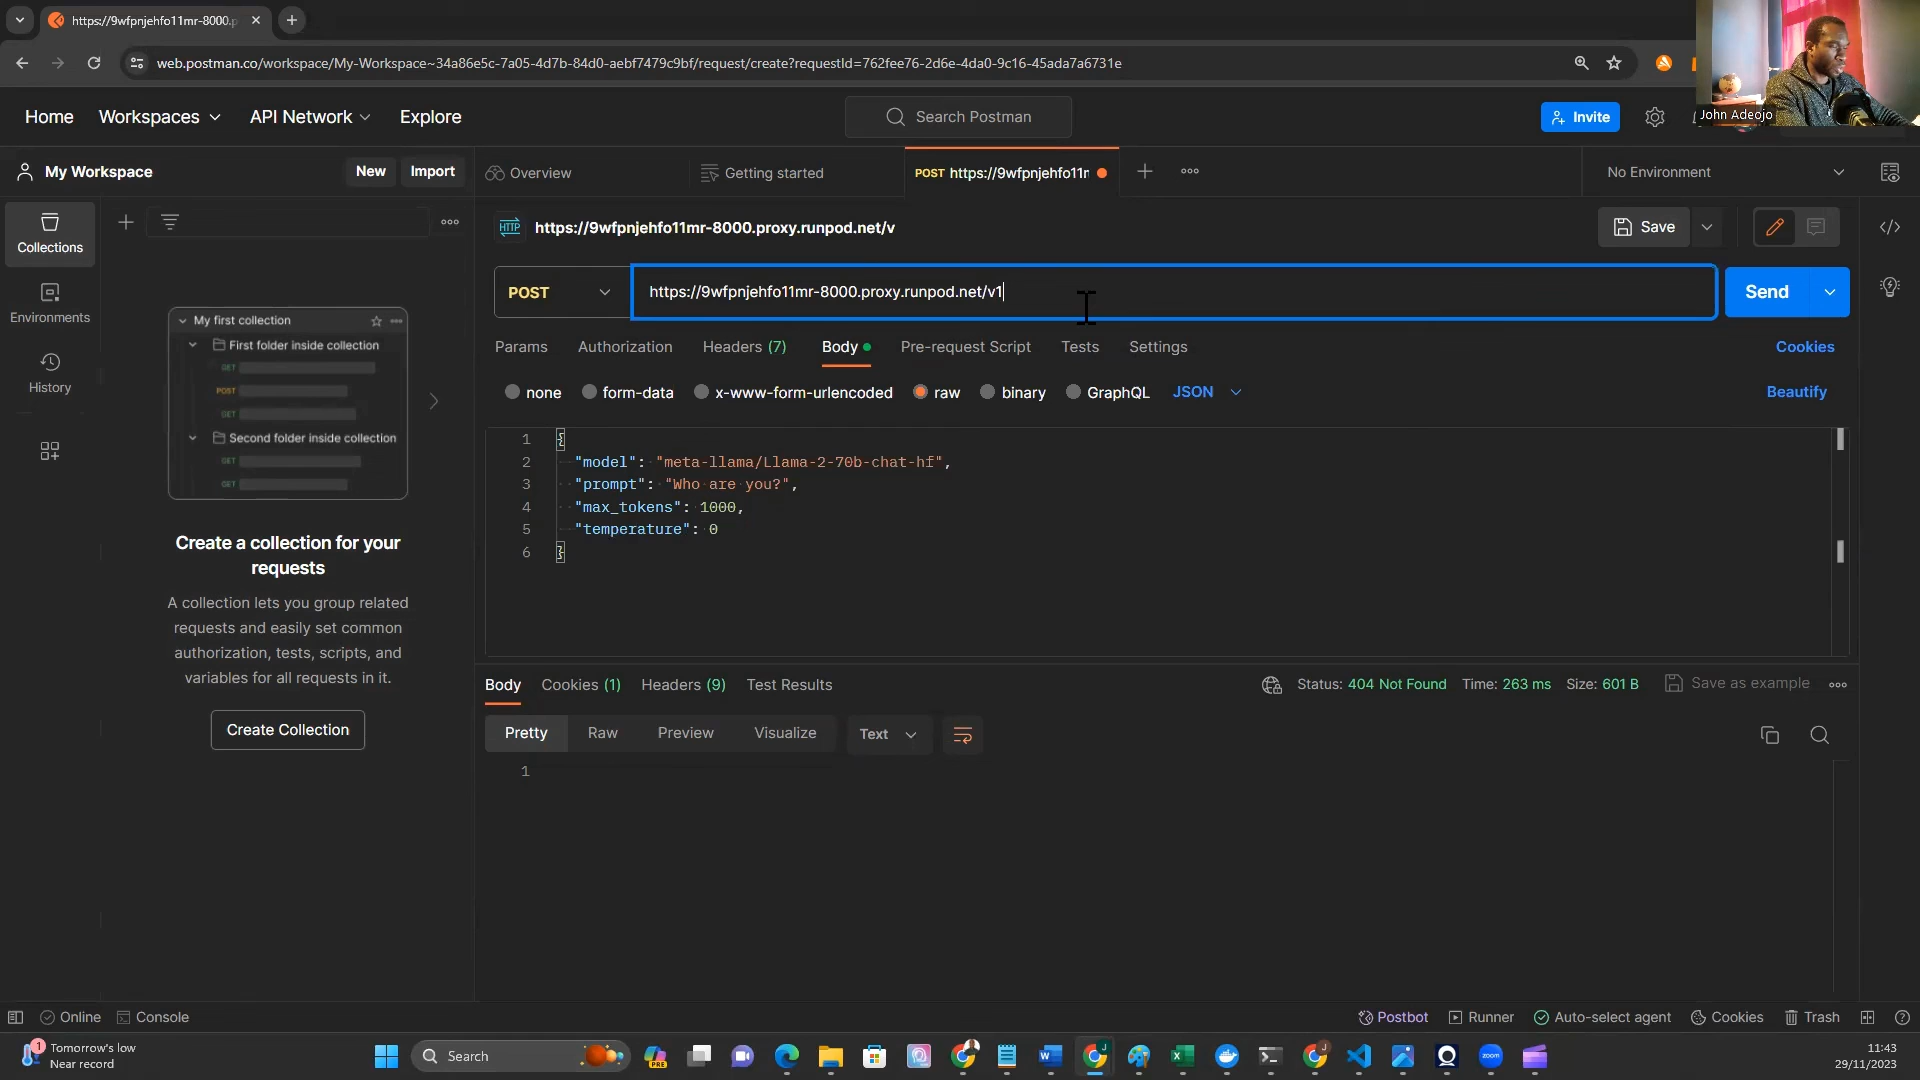 https://9wfpnjehfo11mr-8000.p
web.postman.co/workspace/My-Workspace~34a86e5c-7a05-4d7b-84d0-aebf7479c9bf/request/create?requestId=762fee76-2d6e-4da0-9c16-45ada7a6731e
John Adeojo
Home Workspaces API Network Explore
Search Postman
Invite
My Workspace New Import
Overview
Getting started
POST https://9wfpnjehfo11r
No Environment
Collections
Environments
History
HTTP https://9wfpnjehfo11mr-8000.proxy.runpod.net/v
Save
POST https://9wfpnjehfo11mr-8000.proxy.runpod.net/v1
Send
Params Authorization Headers (7) Body Pre-request Script Tests Settings
Cookies
none form-data x-www-form-urlencoded raw binary GraphQL JSON
Beautify
1 {
2 "model": "meta-llama/Llama-2-70b-chat-hf",
3 "prompt": "Who are you?",
4 "max_tokens": 1000,
5 "temperature": 0
6 }
My first collection
First folder inside collection
GET
POST
GET
Second folder inside collection
GET
GET
Create a collection for your
requests
A collection lets you group related
requests and easily set common
authorization, tests, scripts, and
variables for all requests in it.
Create Collection
Body Cookies (1) Headers (9) Test Results
Status: 404 Not Found Time: 263 ms Size: 601 B Save as example
Pretty Raw Preview Visualize Text
1
Online Console
Postbot Runner Auto-select agent Cookies Trash
1
Tomorrow's low
Near record
Search
PRE
J
J
zoom
11:43
29/11/2023